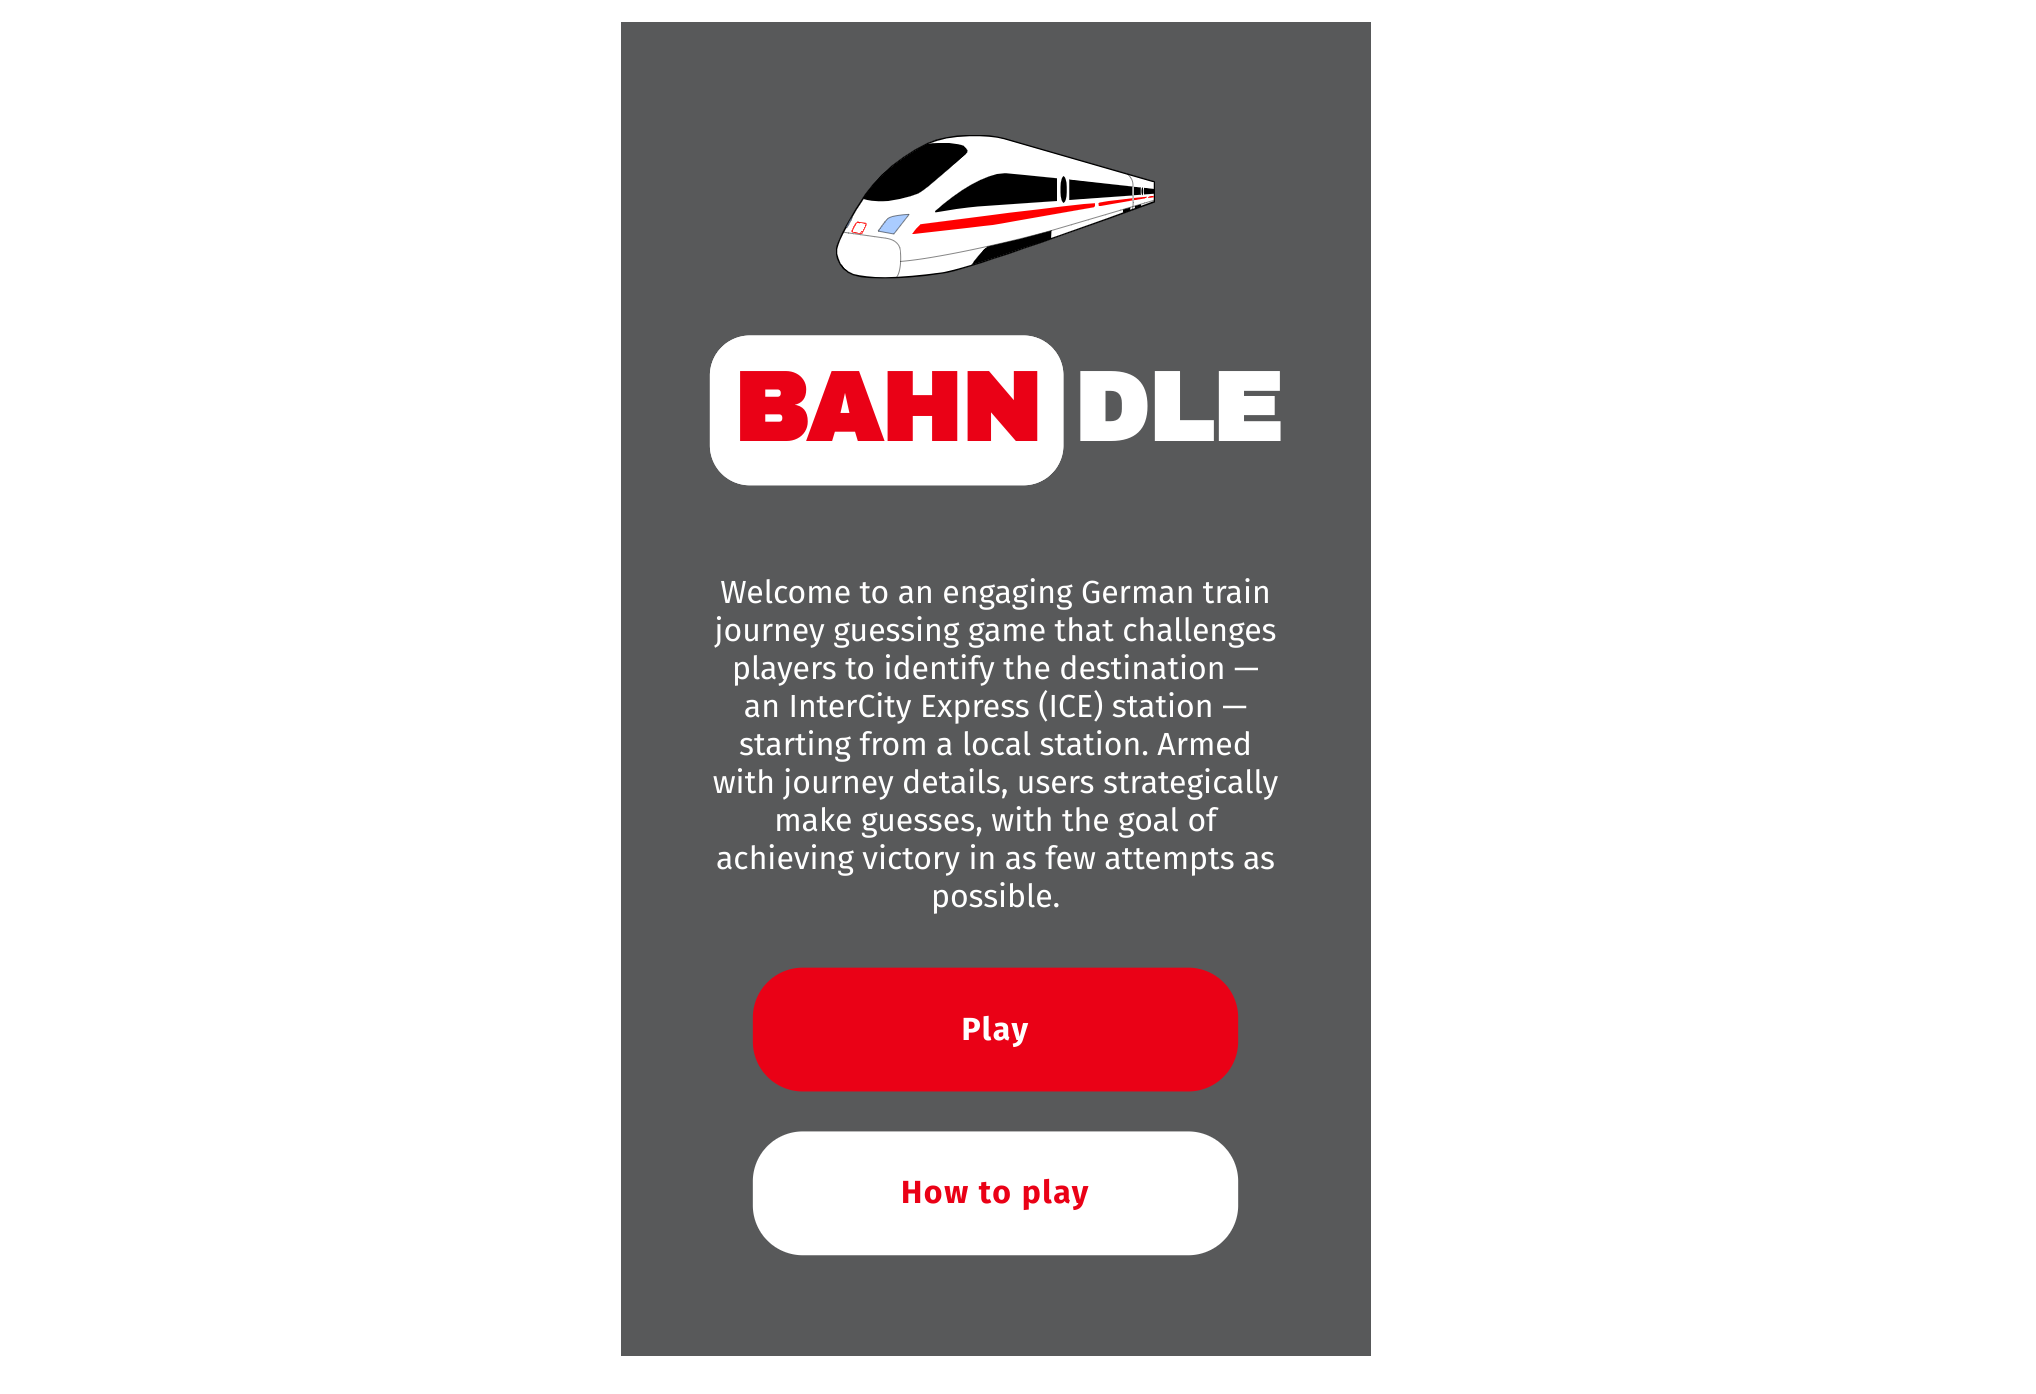 BAHN DLE
Welcome to an engaging German train
journey guessing game that challenges
players to identify the destination —
an InterCity Express (ICE) station —
starting from a local station. Armed
with journey details, users strategically
make guesses, with the goal of
achieving victory in as few attempts as
possible.
Play
How to play